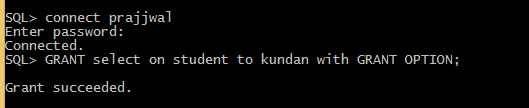 SQL> connect prajjwal
Enter password:
Connected.
SQL> GRANT select on student to kundan with GRANT OPTION;
Grant succeeded.